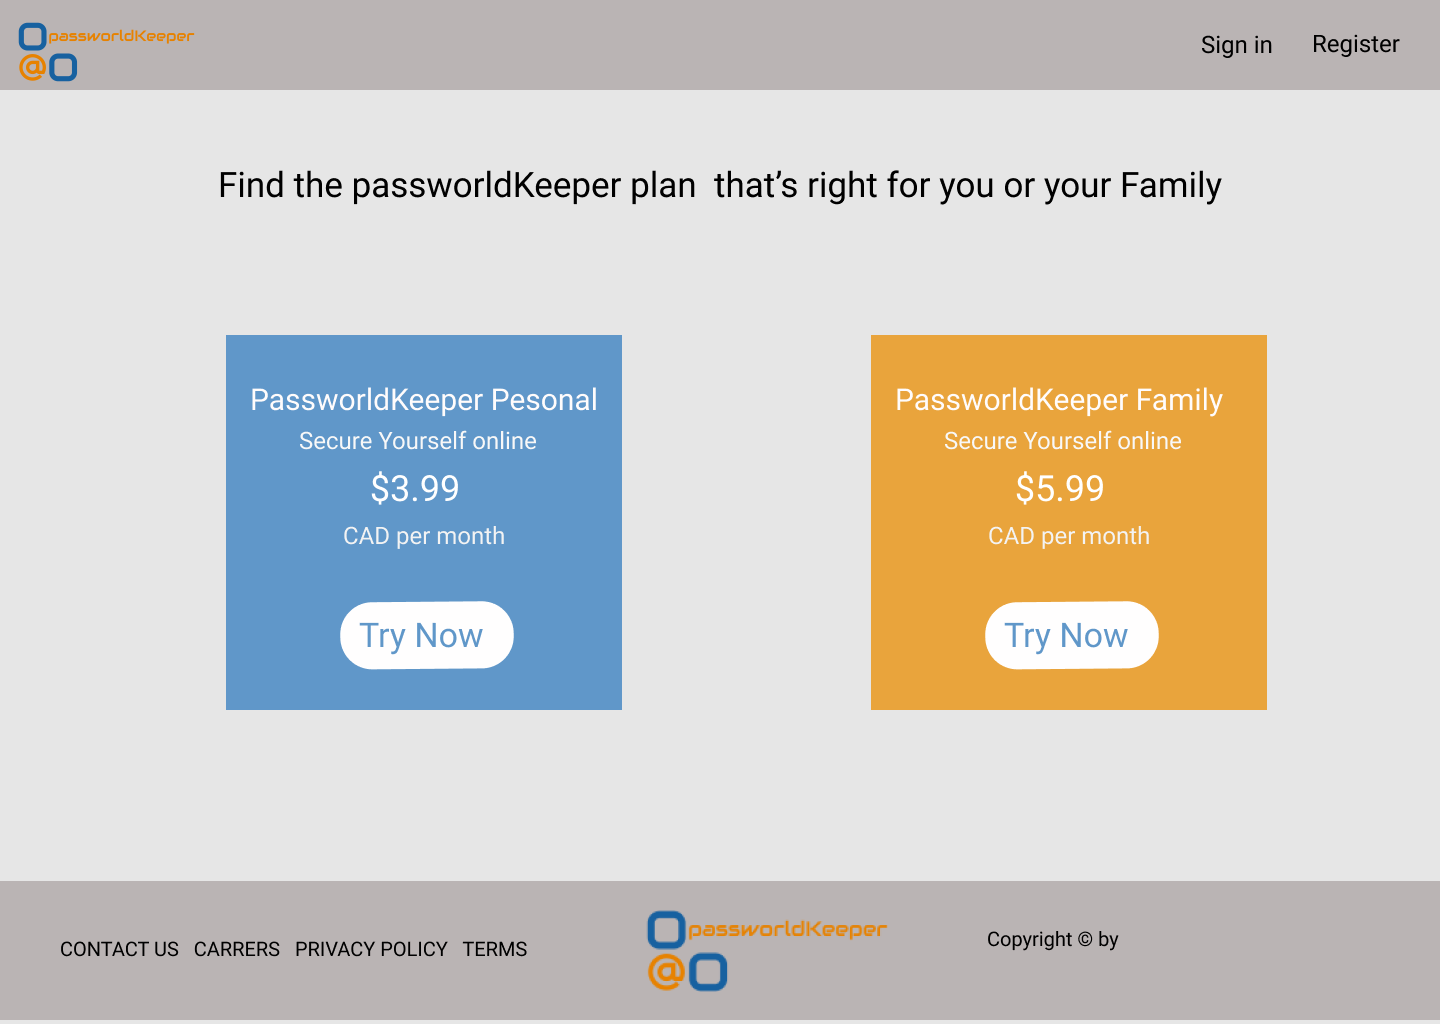 passworldKeeper
@
Sign in Register
Find the passworldKeeper plan that’s right for you or your Family
PassworldKeeper Pesonal
Secure Yourself online
$3.99
CAD per month
Try Now
PassworldKeeper Family
Secure Yourself online
$5.99
CAD per month
Try Now
CONTACT US CARRERS PRIVACY POLICY TERMS
passworldKeeper
@
Copyright © by